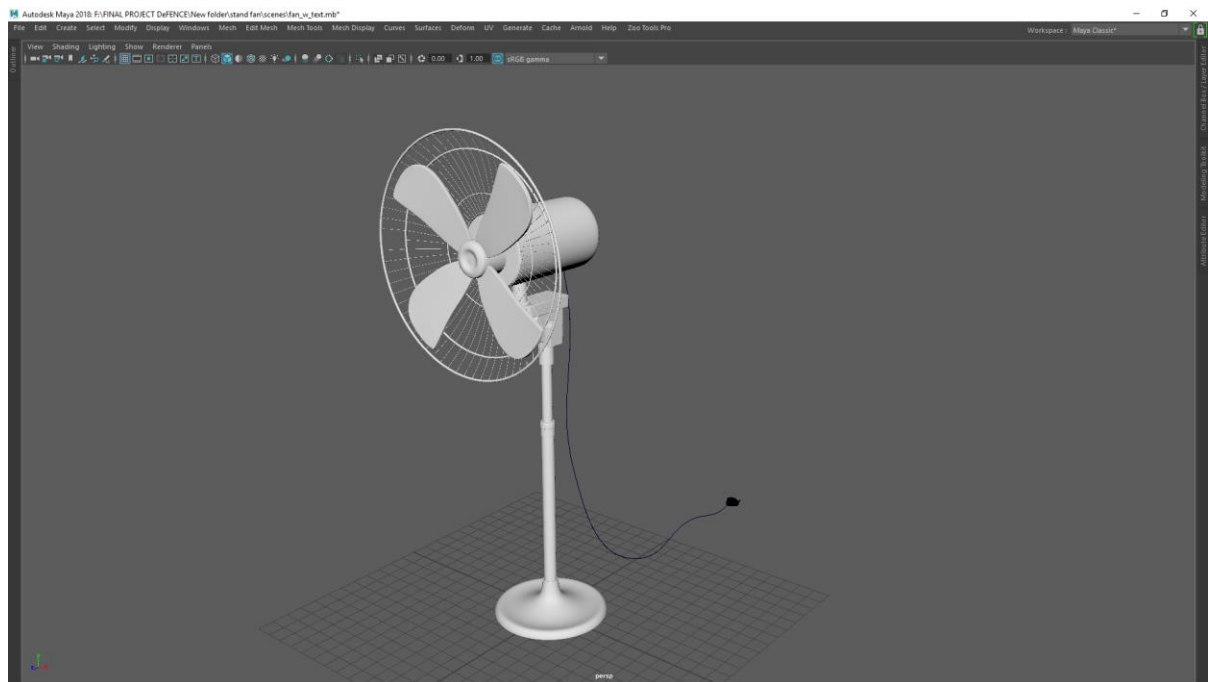 Autodesk Maya 2018: F:\FINAL PROJECT DeFENCE\New folder\stand fan\scenes\fan_w_text.mb*
File Edit Create Select Modify Display Windows Mesh Edit Mesh Mesh Tools Mesh Display Curves Surfaces Deform UV Generate Cache Arnold Help Zoo Tools Pro Workspace: Maya Classic*
View Shading Lighting Show Renderer Panels
0.00 1.00 sRGB gamma
Outliner
Channel Box / Layer Editor
Modeling Toolkit
Attribute Editor
persp